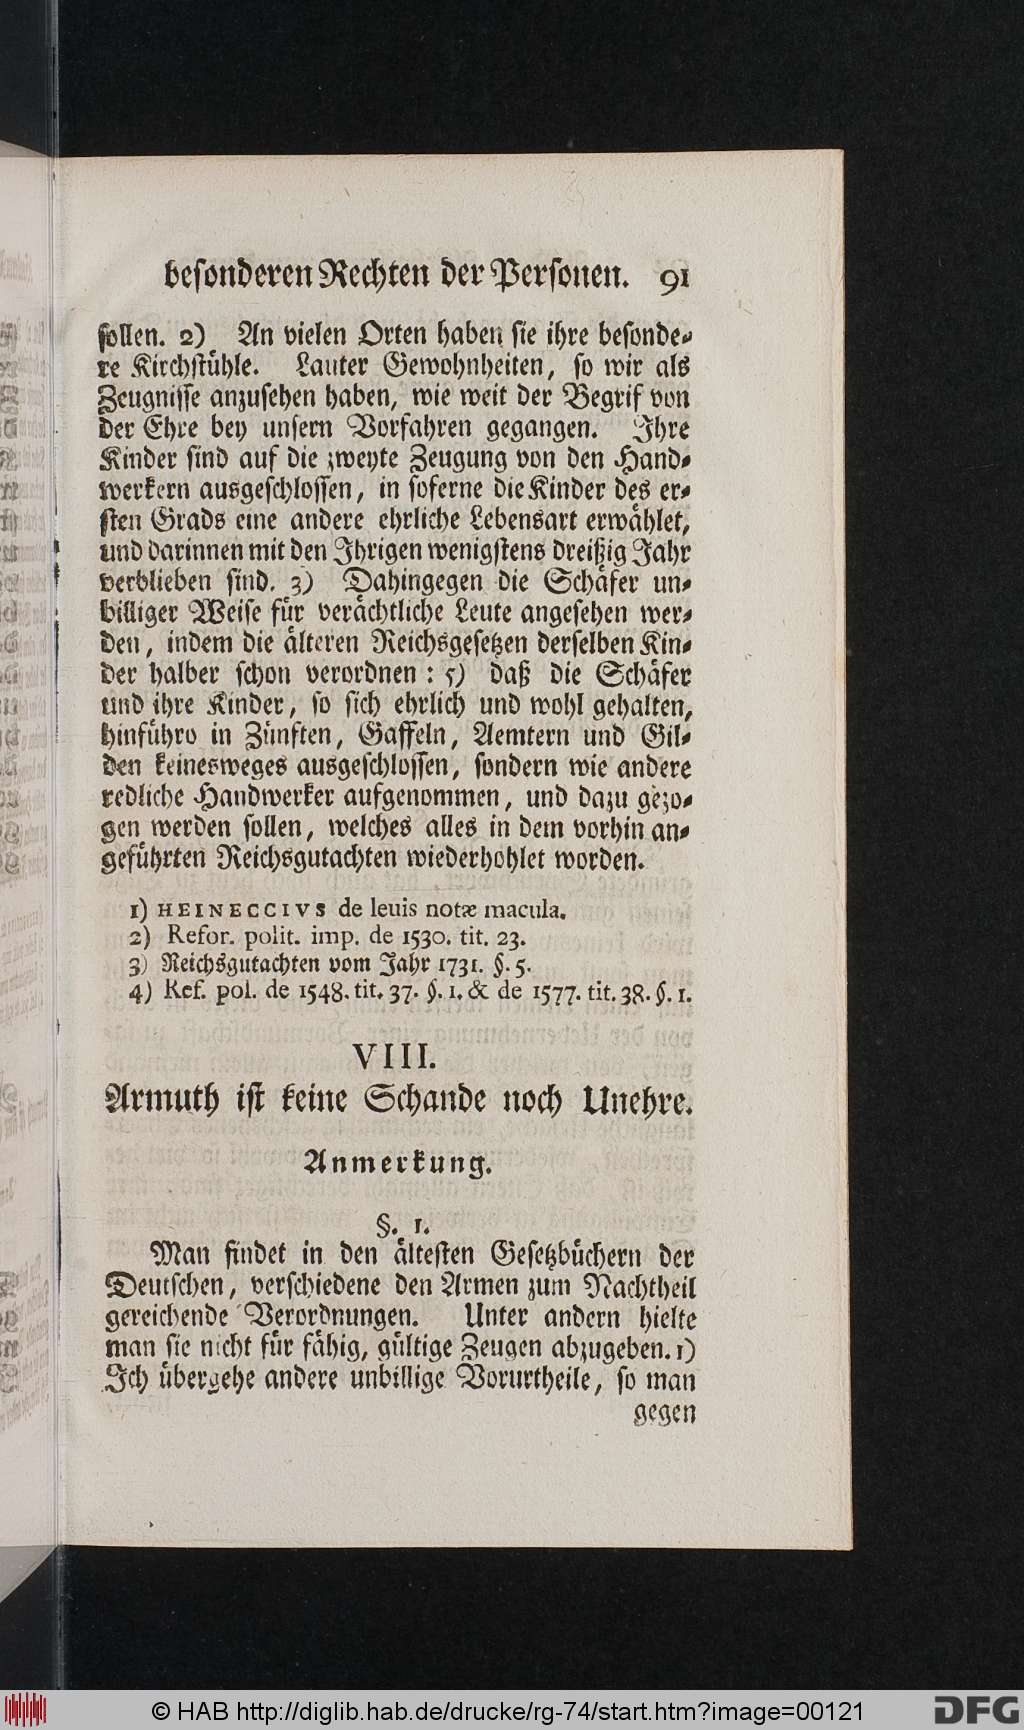 besonderen Rechten der Personen. 91
sollen. 2) An vielen Orten haben sie ihre besonde-
re Kirchstühle. Lauter Gewohnheiten, so wir als
Zeugnisse anzusehen haben, wie weit der Begrif von
der Ehre bey unsern Vorfahren gegangen. Ihre
Kinder sind auf die zweyte Zeugung von den Hand-
werkern ausgeschlossen, in soferne die Kinder des er-
sten Grads eine andere ehrliche Lebensart erwählet,
und darinnen mit den Ihrigen wenigstens dreißig Jahr
verblieben sind. 3) Dahingegen die Schäfer un-
billiger Weise für verächtliche Leute angesehen wer-
den, indem die älteren Reichsgesetzen derselben Kin-
der halber schon verordnen: 5) daß die Schäfer
und ihre Kinder, so sich ehrlich und wohl gehalten,
hinführo in Zünften, Gaffeln, Aemtern und Gil-
den keinesweges ausgeschlossen, sondern wie andere
redliche Handwerker aufgenommen, und dazu gezo-
gen werden sollen, welches alles in dem vorhin an-
geführten Reichsgutachten wiederhohlet worden.
1) HEINECCIVS de leuis notæ macula.
2) Refor. polit. imp. de 1530. tit. 23.
3) Reichsgutachten vom Jahr 1731. §. 5.
4) Ref. pol. de 1548. tit. 37. §. 1. & de 1577. tit. 38. §. 1.
VIII.
Armuth ist keine Schande noch Unehre.
Anmerkung.
§. 1.
Man findet in den ältesten Gesetzbüchern der
Deutschen, verschiedene den Armen zum Nachtheil
gereichende Verordnungen. Unter andern hielte
man sie nicht für fähig, gültige Zeugen abzugeben. 1)
Ich übergehe andere unbillige Vorurtheile, so man
gegen
© HAB http://diglib.hab.de/drucke/rg-74/start.htm?image=00121
DFG